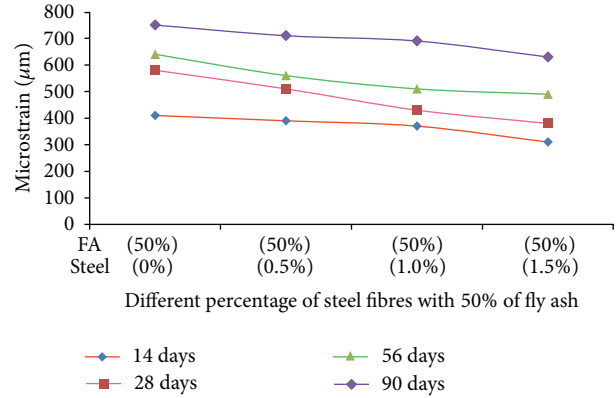 800
700
600
500
400
300
200
100
0
Microstrain (μm)
FA (50%) (50%) (50%) (50%)
Steel (0%) (0.5%) (1.0%) (1.5%)
Different percentage of steel fibres with 50% of fly ash
14 days 56 days
28 days 90 days